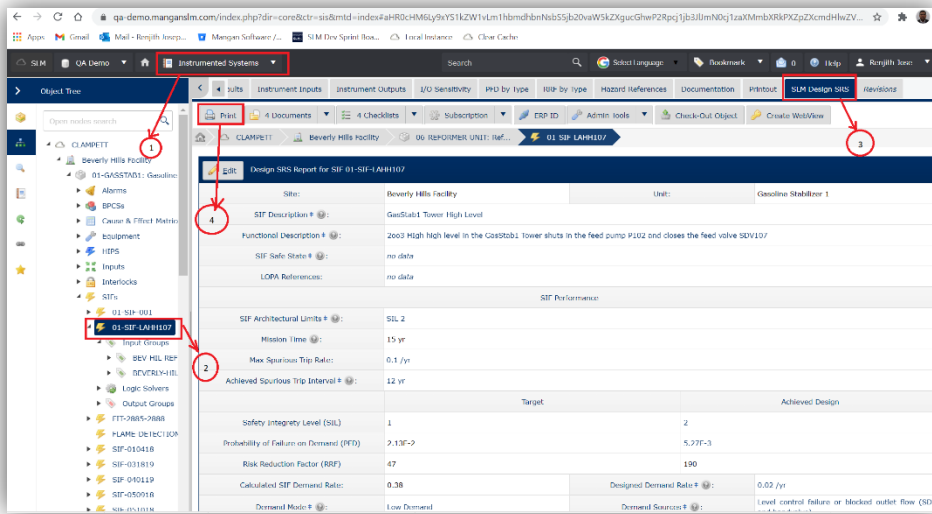 qa-demo.manganslm.com/index.php?dir=core&ctr=sis&mtd=index#
Apps Gmail Mail - Renjith Josep... Mangan Software /... SLM Dev Sprint Boa... Local Instance Clear Cache
SLM QA Demo Instrumented Systems Search Select Language Bookmark 0 Help Renjith Jose
Object Tree
Instrument Inputs Instrument Outputs I/O Sensitivity PFD by Type RRF by Type Hazard References Documentation Printout SLM Design SRS Revisions
Open nodes search
Print 4 Documents 4 Checklists Subscription ERP ID Admin Tools Check-Out Object Create WebView
CLAMPETT Beverly Hills Facility 06 REFORMER UNIT: Ref... 01 SIF LAHH107
1
2
3
4
CLAMPETT
Beverly Hills Facility
01-GASSTAB1: Gasoline
Alarms
BPCSs
Cause & Effect Matrix
Equipment
HIPS
Inputs
Interlocks
SIFs
01-SIF-001
01-SIF-LAHH107
Input Groups
BEV HIL REF
BEVERLY-HIL
Logic Solvers
Output Groups
FIT-2885-2888
FLAME DETECTION
SIF-010418
SIF-031819
SIF 040119
SIF-050918
SIF-051018
Edit Design SRS Report for SIF 01-SIF-LAHH107
Site: Beverly Hills Facility Unit: Gasoline Stabilizer 1
SIF Description : GasStab1 Tower High Level
Functional Description : 2oo3 High high level in the GasStab1 Tower shuts in the feed pump P102 and closes the feed valve SDV107
SIF Safe State : no data
LOPA References: no data
SIF Performance
SIF Architectural Limits : SIL 2
Mission Time : 15 yr
Max Spurious Trip Rate: 0.1 /yr
Achieved Spurious Trip Interval : 12 yr
Target Achieved Design
Safety Integrety Level (SIL) 1 2
Probability of Failure on Demand (PFD) 2.13E-2 5.27F-3
Risk Reduction Factor (RRF) 47 190
Calculated SIF Demand Rate: 0.38 Designed Demand Rate : 0.02 /yr
Demand Mode : Low Demand Demand Sources : Level control failure or blocked outlet flow (SD